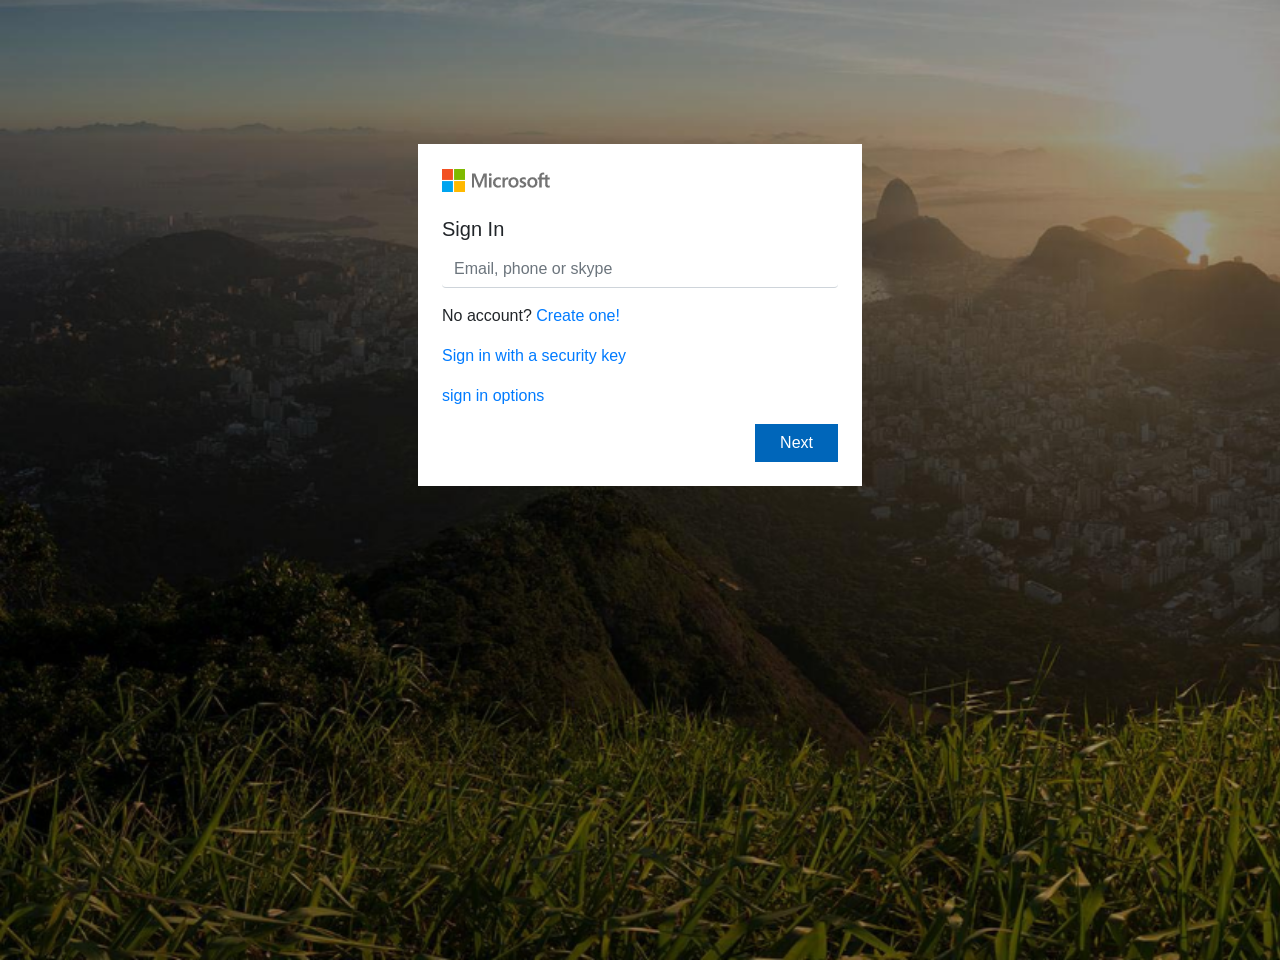 Microsoft
Sign In
Email, phone or skype
No account? Create one!
Sign in with a security key
sign in options
Next